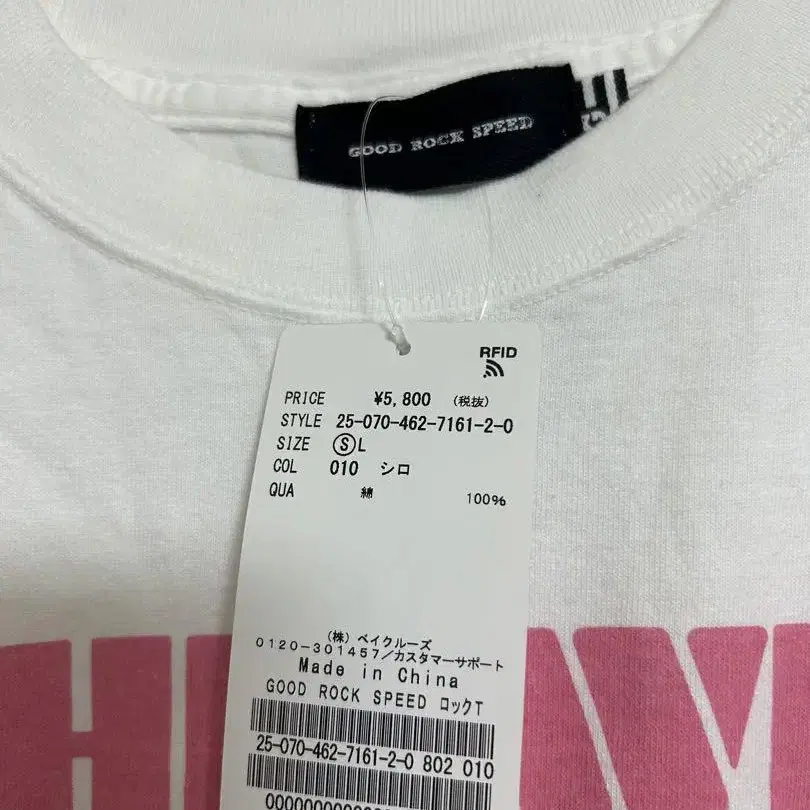 GOOD ROCK SPEED
RFID
PRICE ¥5,800 (税抜)
STYLE 25-070-462-7161-2-0
SIZE Ⓢ L
COL 010 シロ
QUA 綿 100%
(株) ベイクルーズ
0120-301457/カスタマーサポート
Made in China
GOOD ROCK SPEED ロックT
25-070-462-7161-2-0 802 010